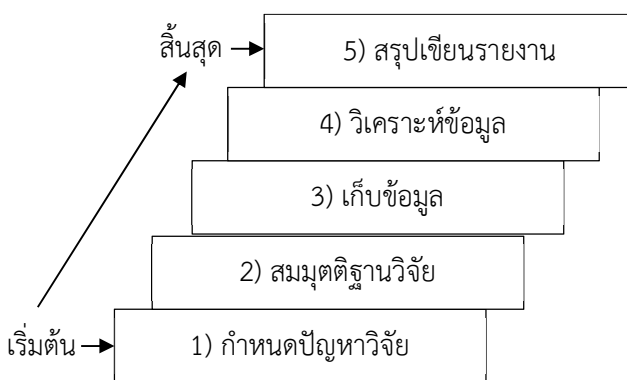 สิ้นสุด 5) สรุปเขียนรายงาน
4) วิเคราะห์ข้อมูล
3) เก็บข้อมูล
2) สมมุตติฐานวิจัย
เริ่มต้น 1) กำหนดปัญหาวิจัย